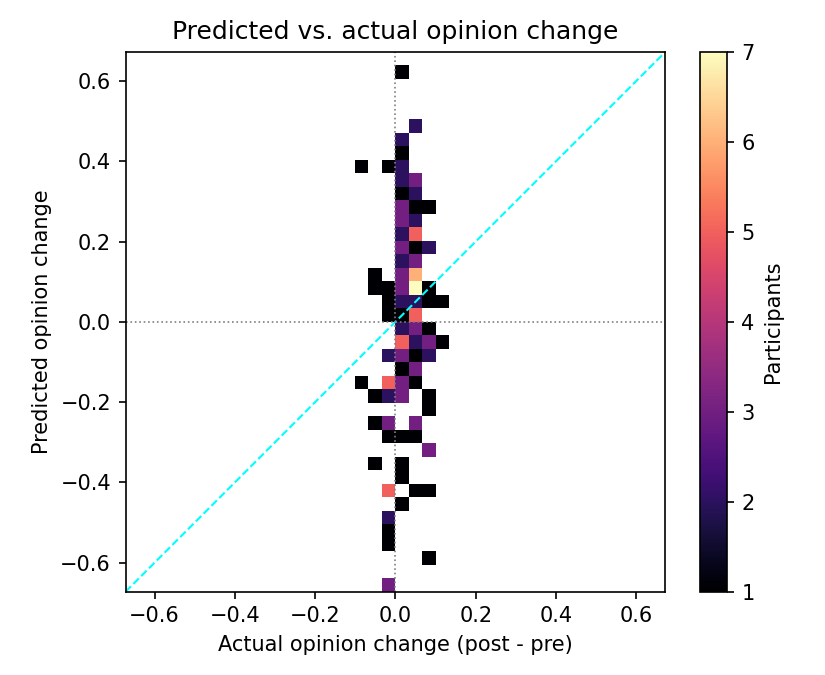 Predicted vs. actual opinion change
7
0.6
6
0.4
5
0.2
0.0
4
−0.2
3
−0.4
2
−0.6
1
−0.6 −0.4 −0.2 0.0 0.2 0.4 0.6
Actual opinion change (post - pre)
Predicted opinion change
Participants